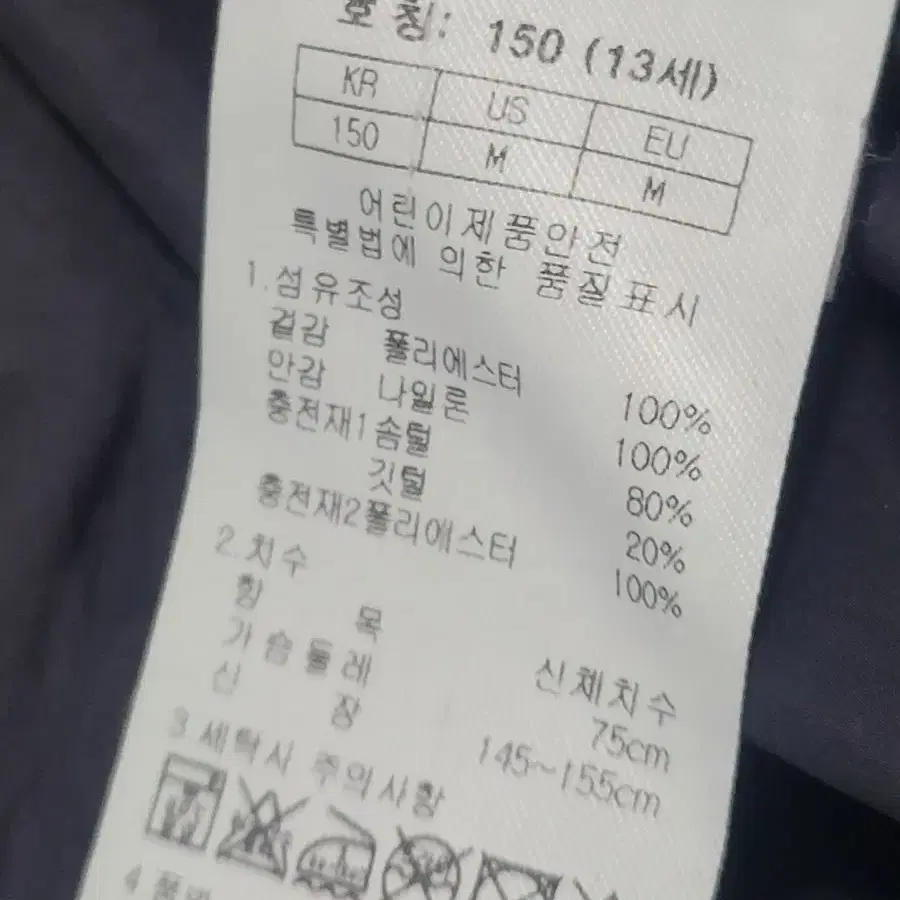 호칭: 150 (13세)
KR US EU
150 M M
어린이제품안전
특별법에 의한 품질표시
1.섬유조성
겉감 폴리에스터 100%
안감 나일론 100%
충전재1 솜털 80%
깃털 20%
충전재2 폴리에스터 100%
2.치수
항 목 신체치수
가슴둘레 75cm
신 장 145~155cm
3.세탁시 주의사항
4